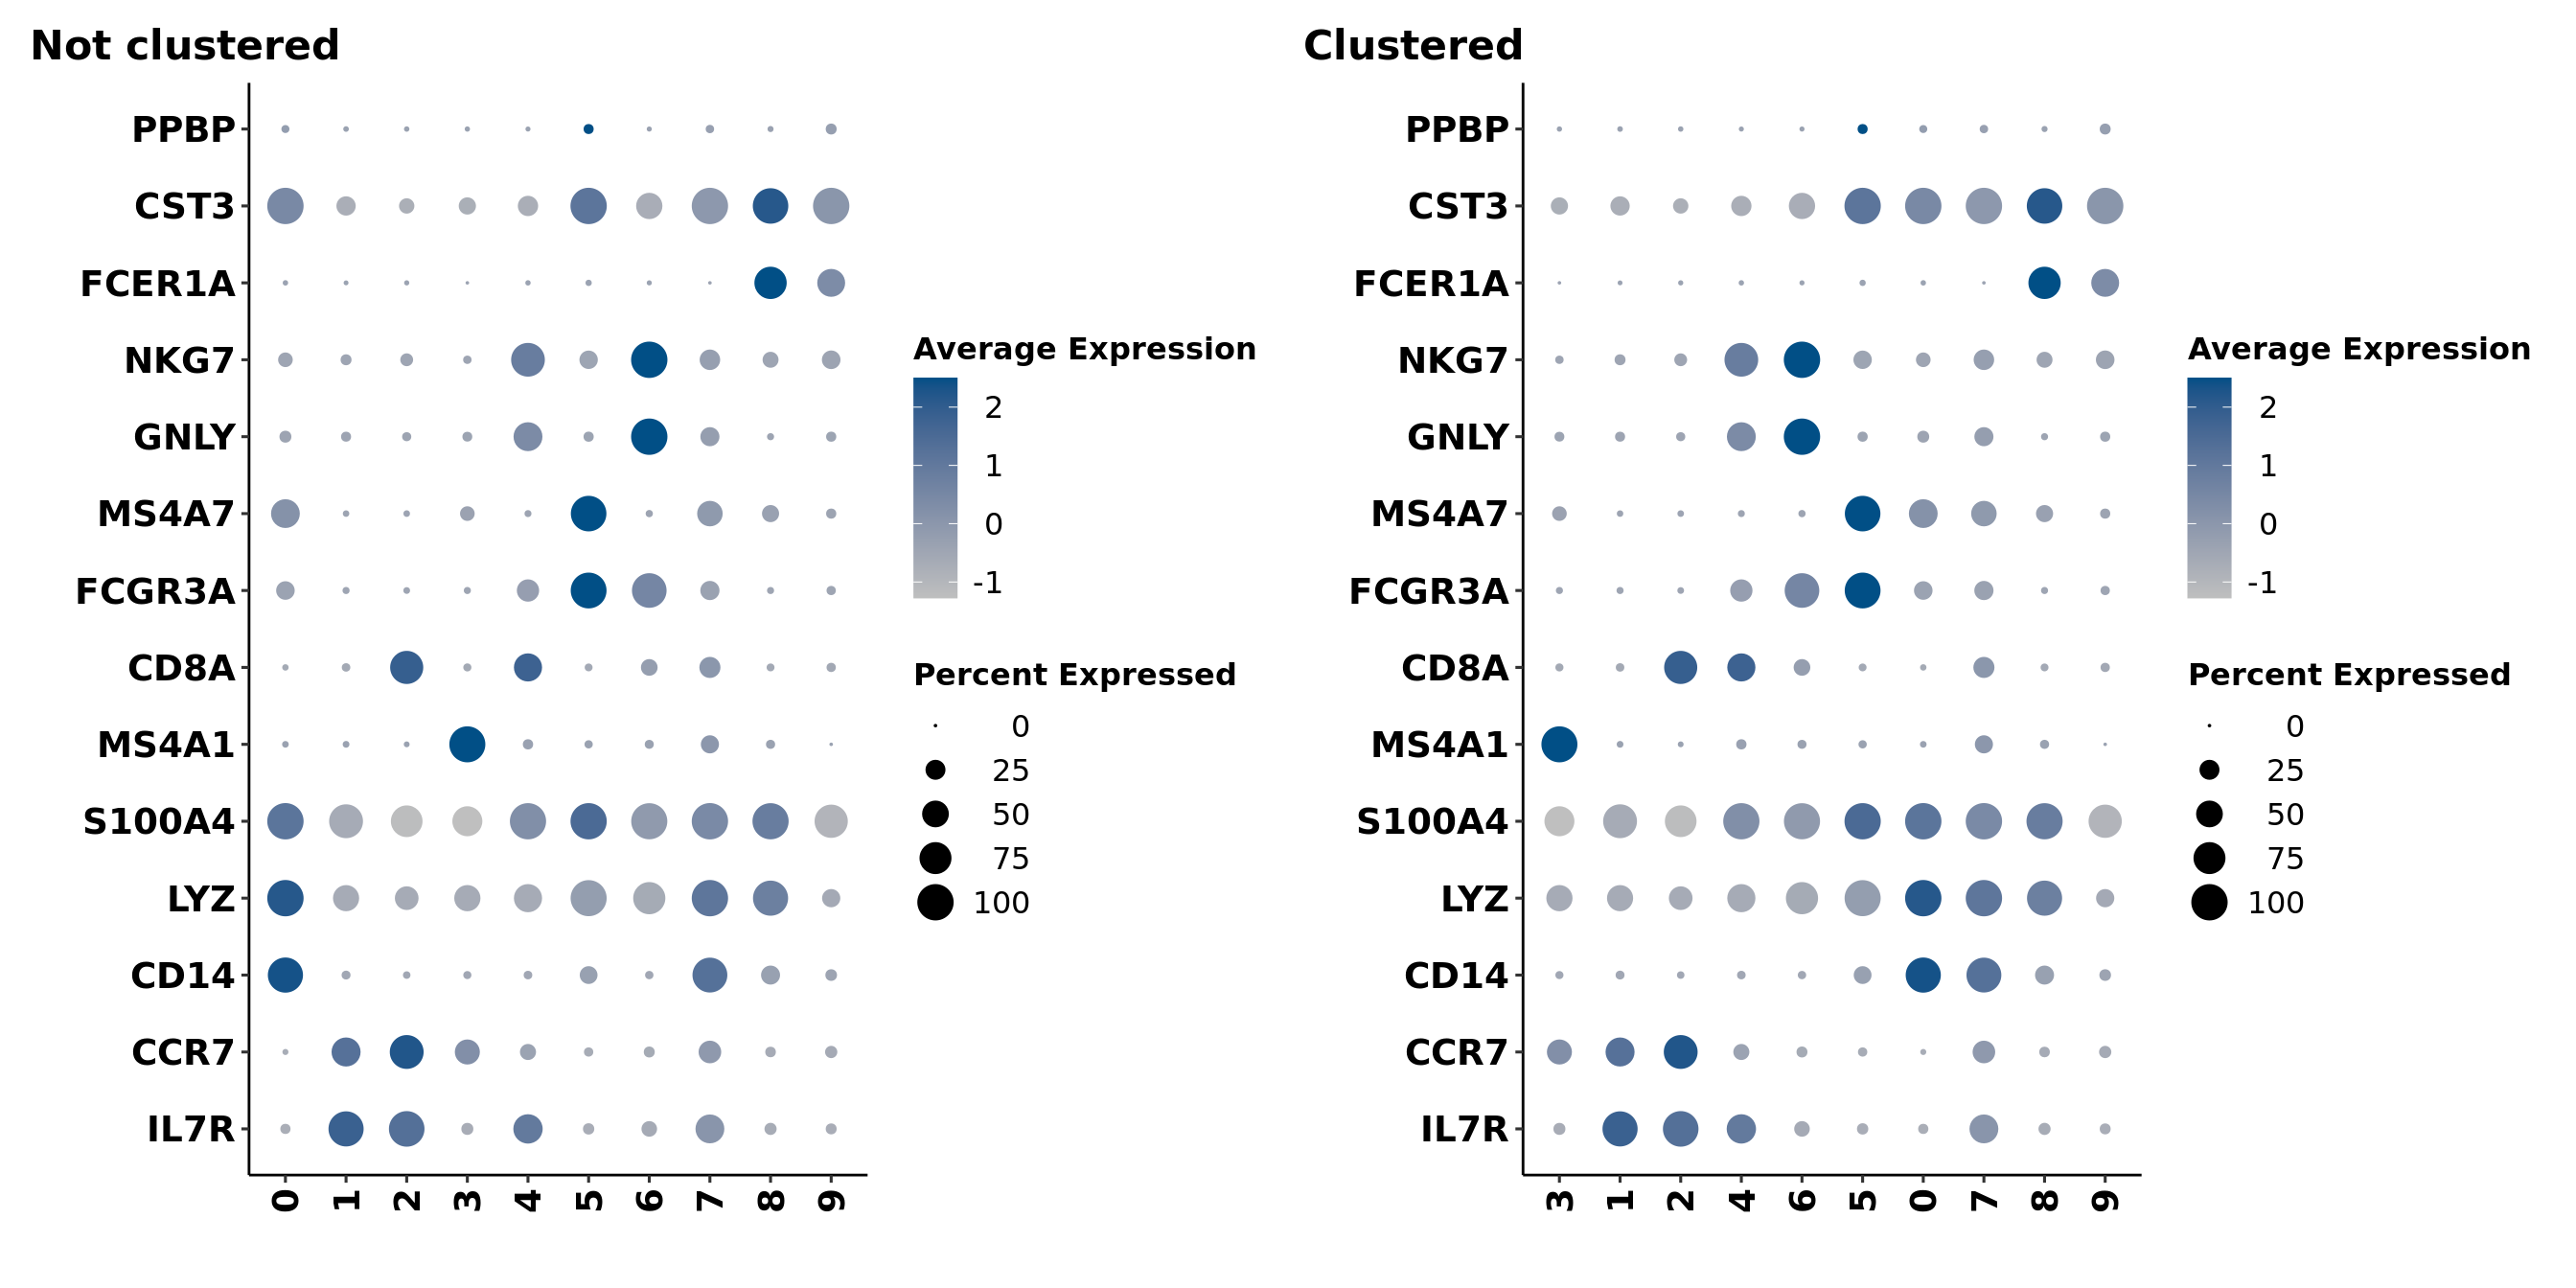 Not clustered
PPBP
CST3
FCER1A
NKG7
GNLY
MS4A7
FCGR3A
CD8A
MS4A1
S100A4
LYZ
CD14
CCR7
IL7R
0 1 2 3 4 5 6 7 8 9
Average Expression
2
1
0
-1
Percent Expressed
0
25
50
75
100
Clustered
PPBP
CST3
FCER1A
NKG7
GNLY
MS4A7
FCGR3A
CD8A
MS4A1
S100A4
LYZ
CD14
CCR7
IL7R
3 1 2 4 6 5 0 7 8 9
Average Expression
2
1
0
-1
Percent Expressed
0
25
50
75
100